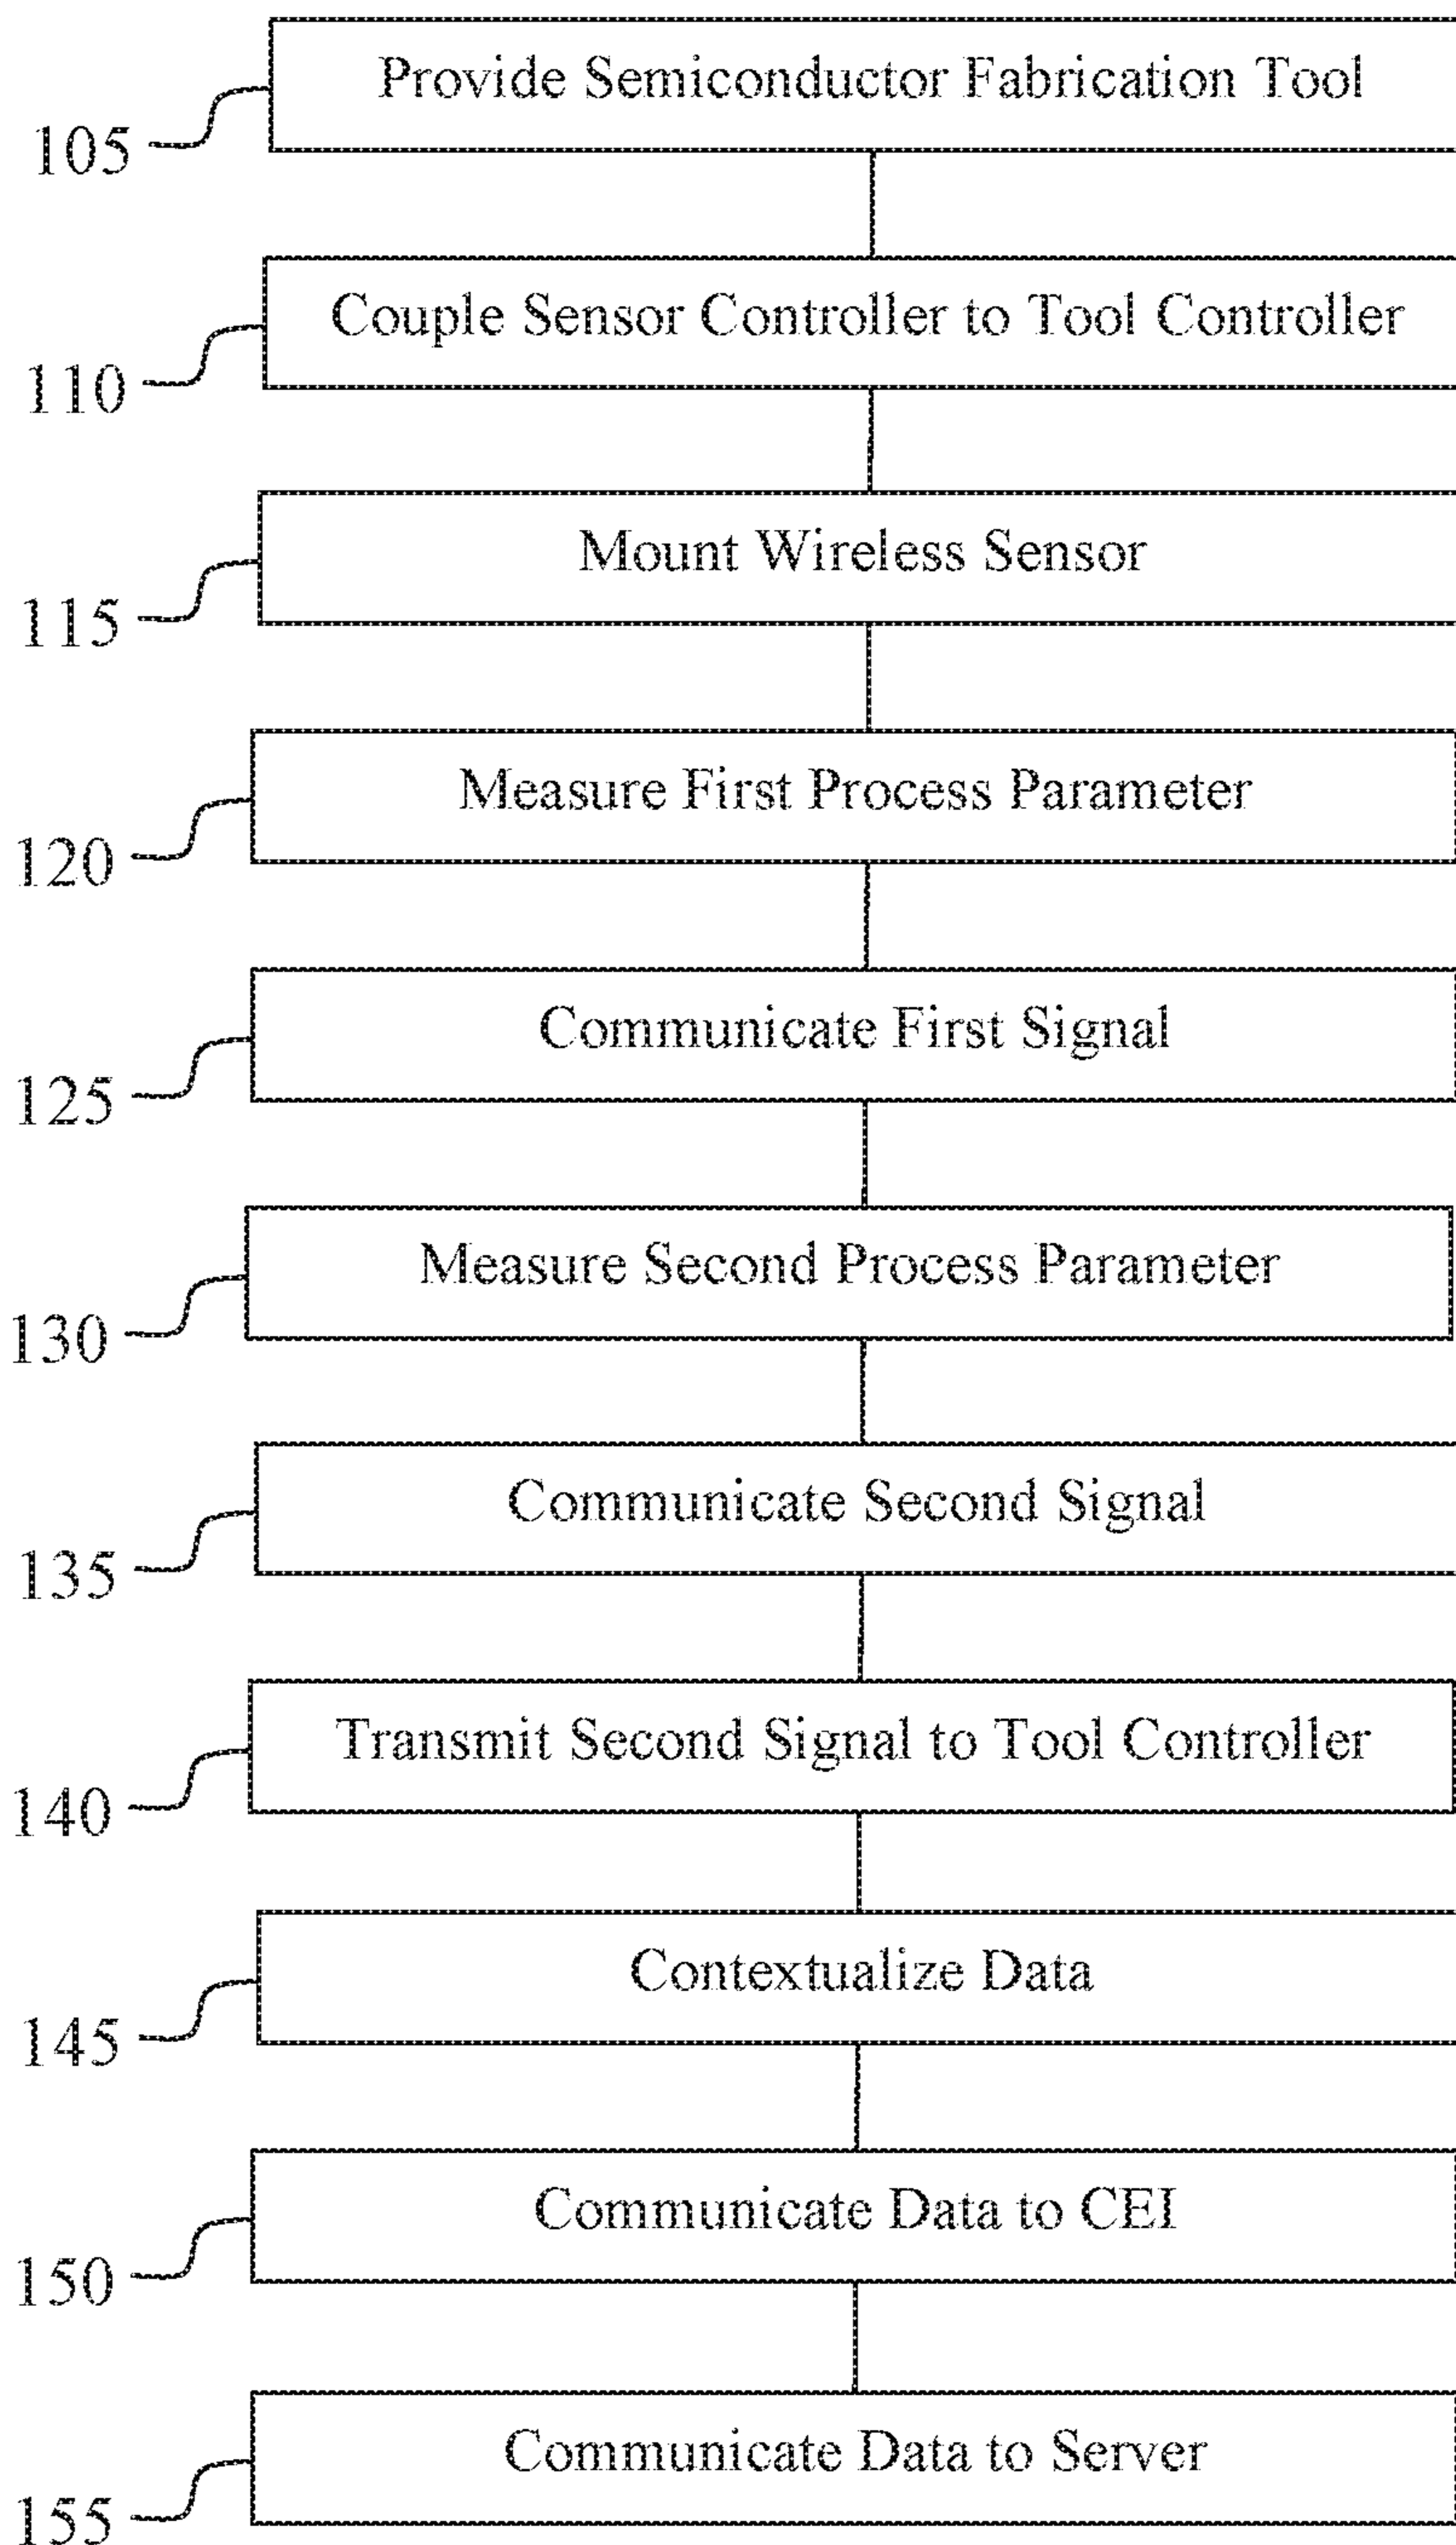 Provide Semiconductor Fabrication Tool
105
Couple Sensor Controller to Tool Controller
110
Mount Wireless Sensor
115
Measure First Process Parameter
120
Communicate First Signal
125
Measure Second Process Parameter
130
Communicate Second Signal
135
Transmit Second Signal to Tool Controller
140
Contextualize Data
145
Communicate Data to CEI
150
Communicate Data to Server
155